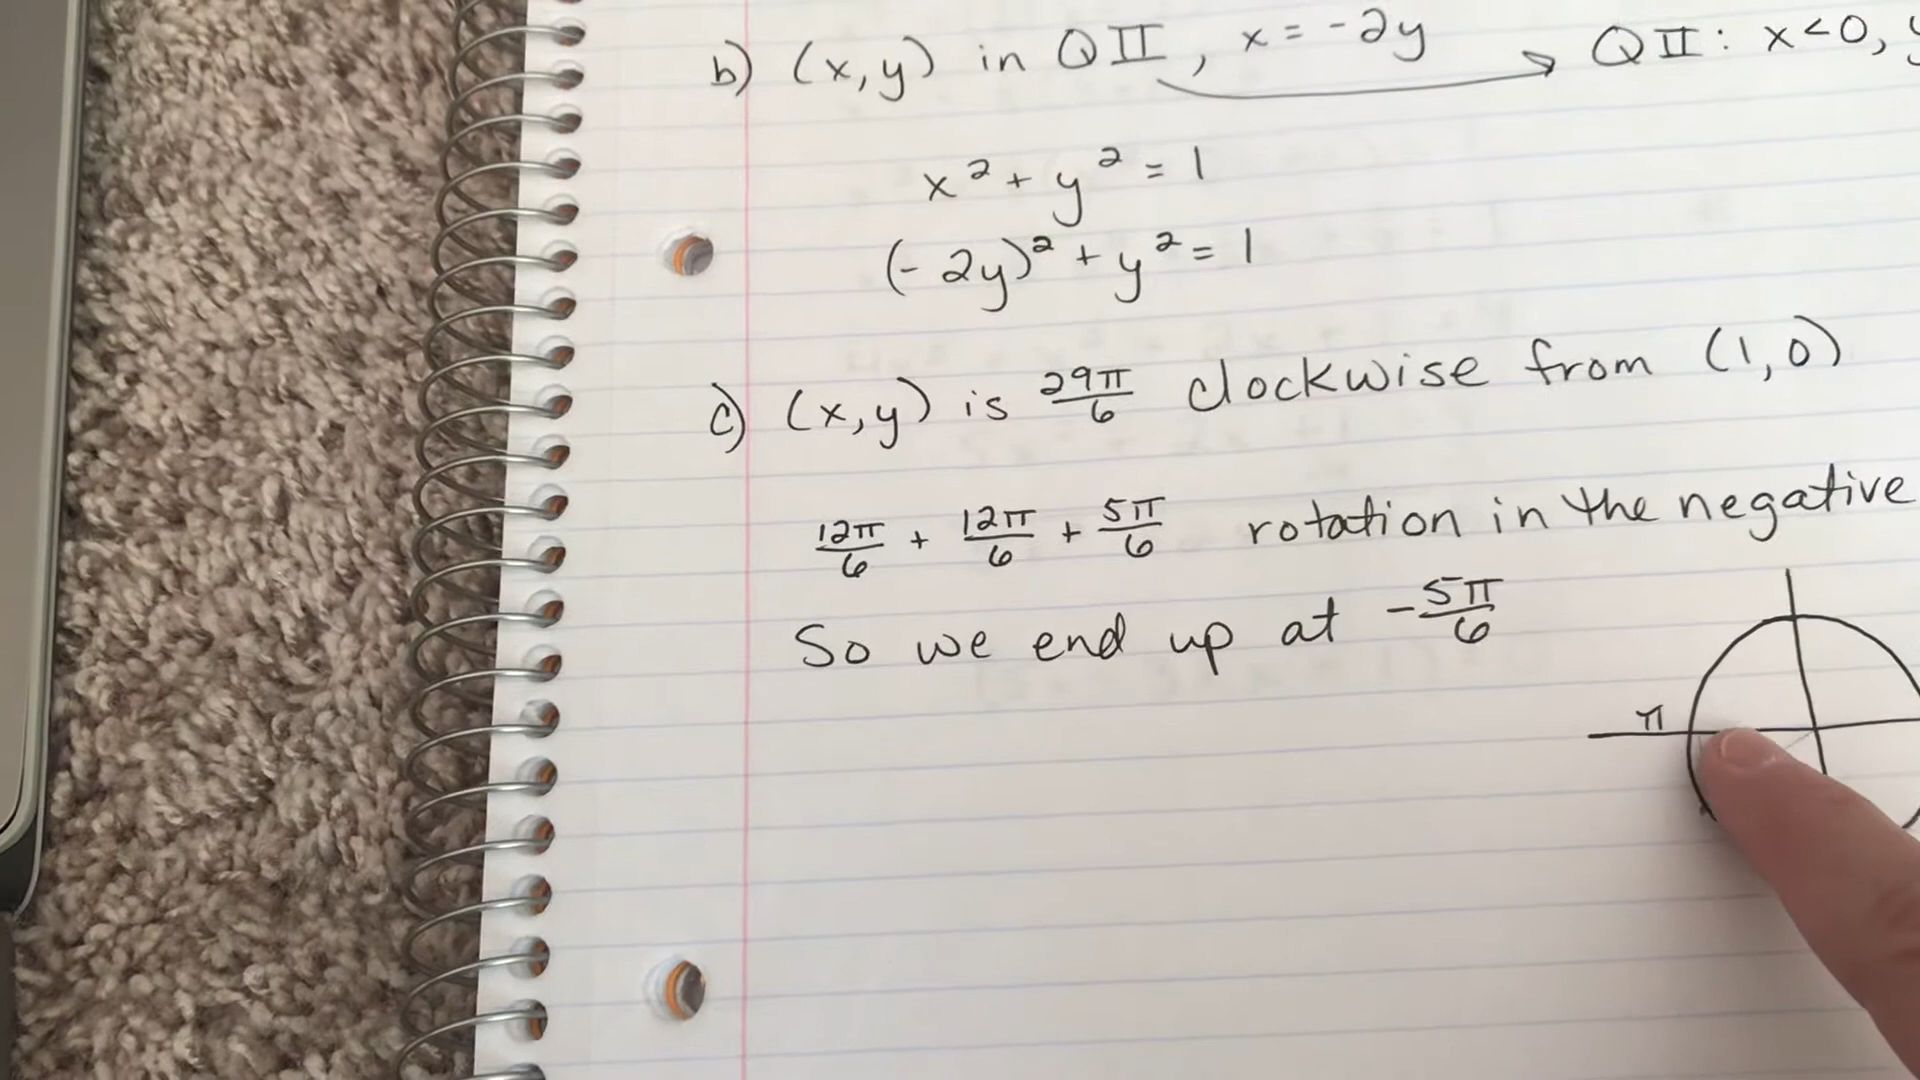 b) (x,y) in QII, x = -2y → QII: x<0,
x² + y² = 1
(-2y)² + y² = 1
c) (x,y) is 29π/6 clockwise from (1,0)
12π/6 + 12π/6 + 5π/6 rotation in the negative
So we end up at -5π/6
π